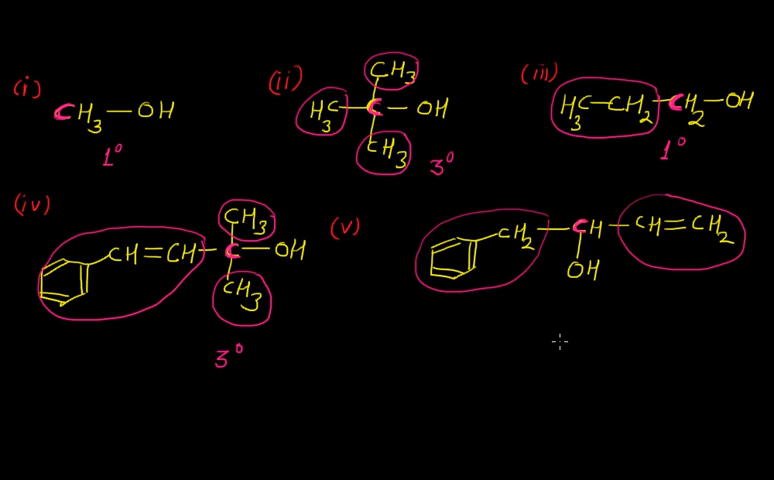 (i)
CH3—OH
1°
(ii)
CH3
H3C—C—OH
CH3
3°
(iii)
H3C—CH2—CH2—OH
1°
(iv)
CH3
CH=CH—C—OH
CH3
3°
(v)
CH2—CH—CH=CH2
OH